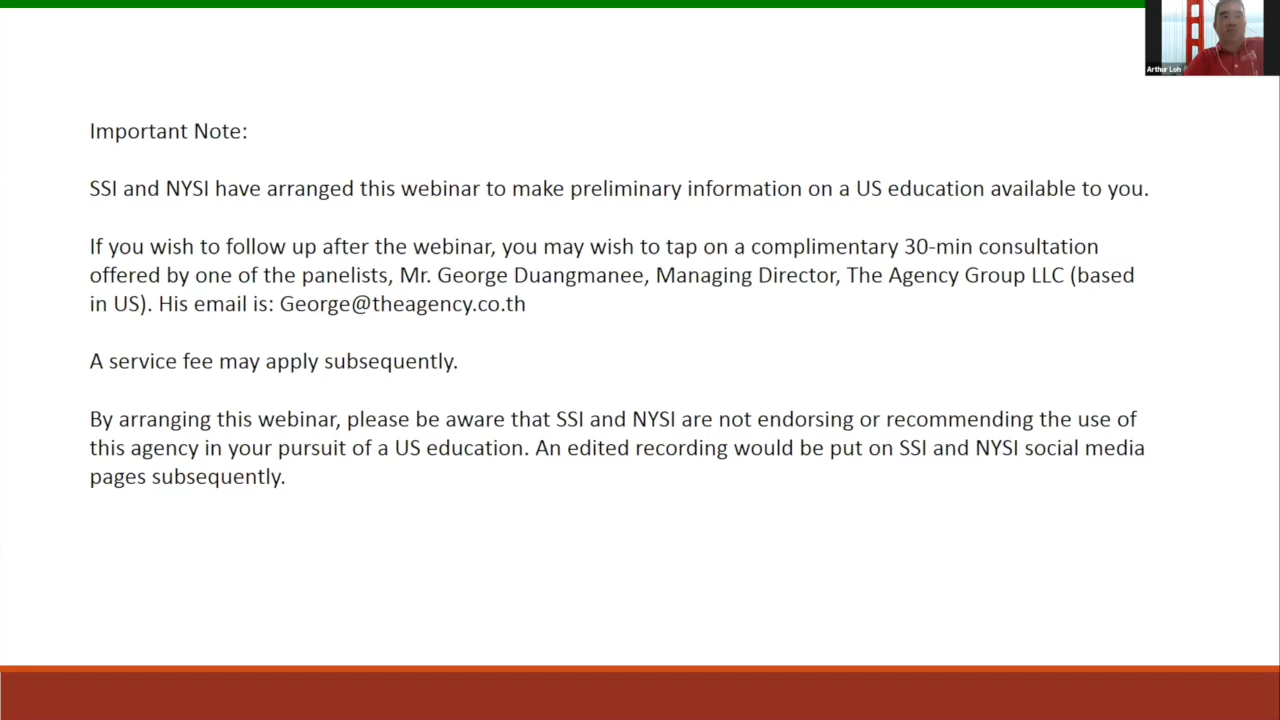 Arthur Loh
Important Note:
SSI and NYSI have arranged this webinar to make preliminary information on a US education available to you.
If you wish to follow up after the webinar, you may wish to tap on a complimentary 30-min consultation
offered by one of the panelists, Mr. George Duangmanee, Managing Director, The Agency Group LLC (based
in US). His email is: George@theagency.co.th
A service fee may apply subsequently.
By arranging this webinar, please be aware that SSI and NYSI are not endorsing or recommending the use of
this agency in your pursuit of a US education. An edited recording would be put on SSI and NYSI social media
pages subsequently.